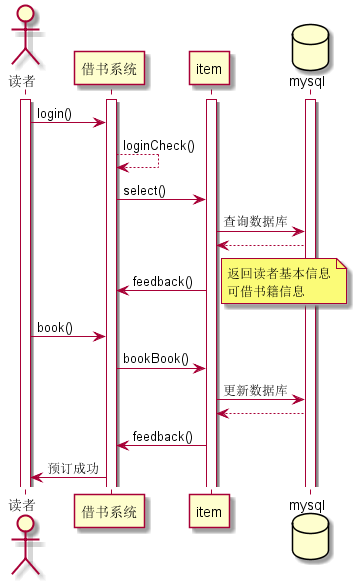 读者
借书系统
item
mysql
login()
loginCheck()
select()
查询数据库
返回读者基本信息
可借书籍信息
feedback()
book()
bookBook()
更新数据库
feedback()
预订成功
读者
借书系统
item
mysql